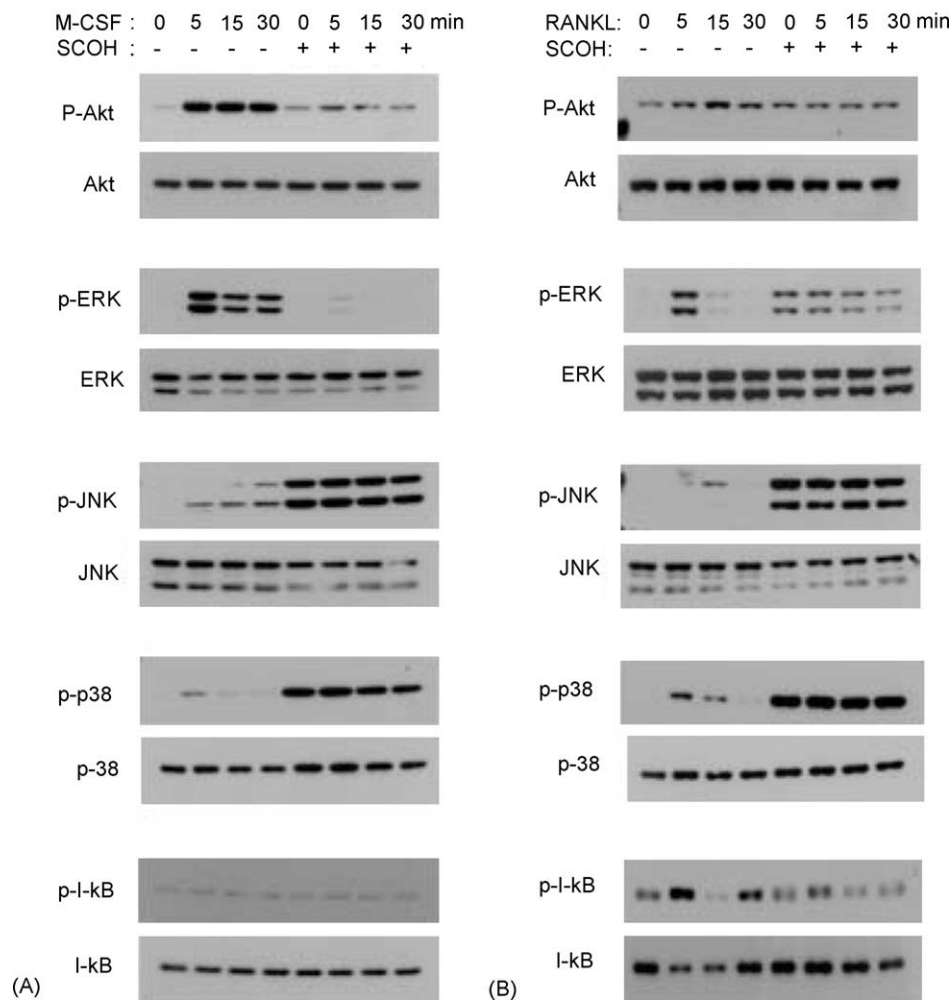 M-CSF : 0 5 15 30 0 5 15 30 min
SCOH : - - - - + + + +
P-Akt
Akt
p-ERK
ERK
p-JNK
JNK
p-p38
p-38
p-I-kB
I-kB
(A)
RANKL: 0 5 15 30 0 5 15 30 min
SCOH : - - - - + + + +
P-Akt
Akt
p-ERK
ERK
p-JNK
JNK
p-p38
p-38
p-I-kB
I-kB
(B)